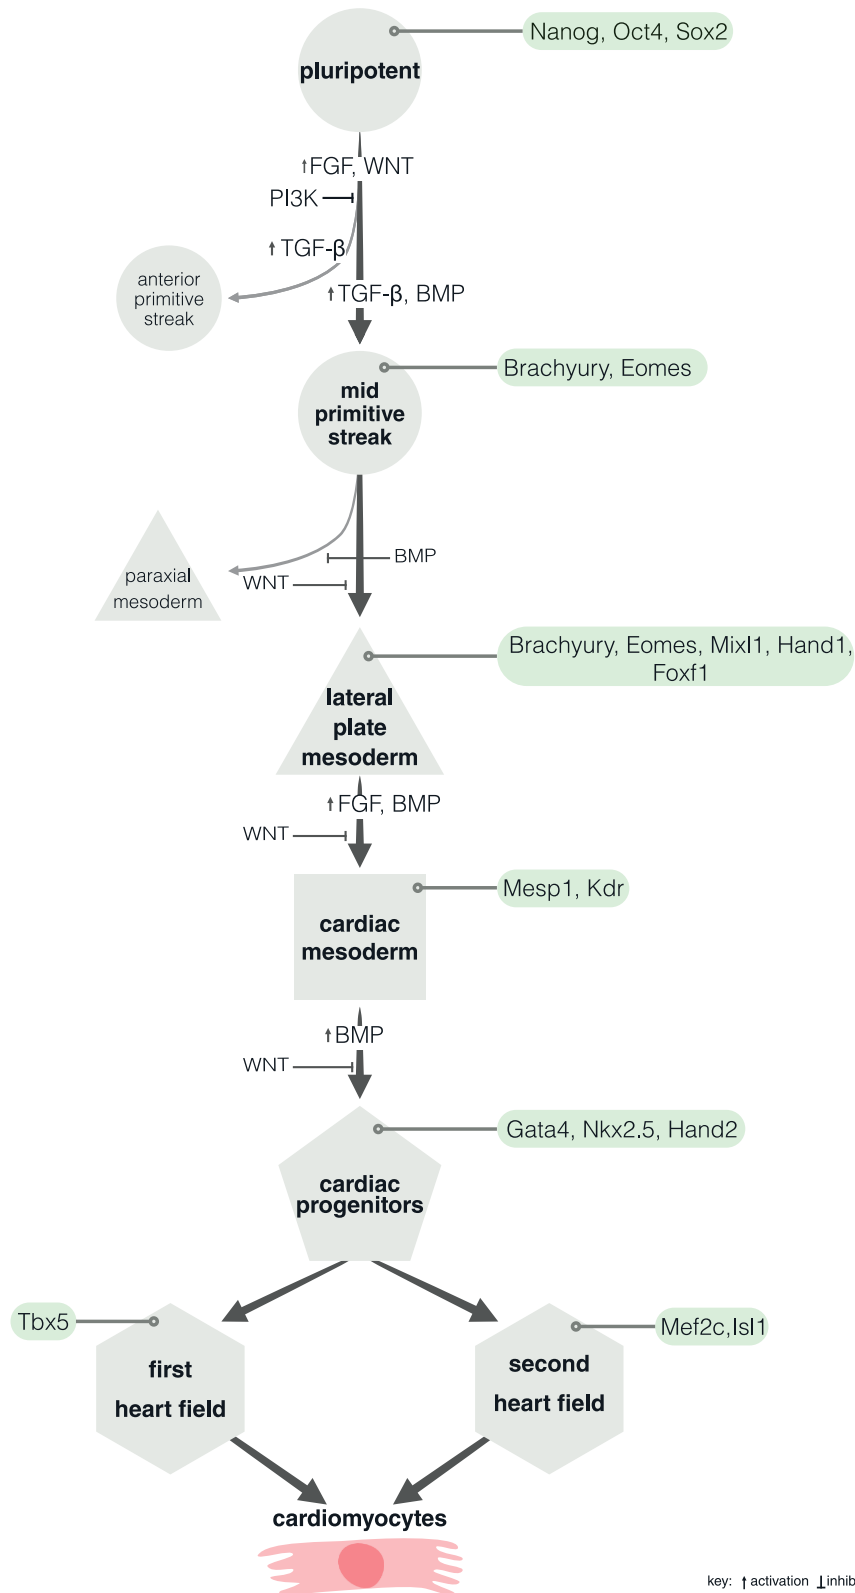 Nanog, Oct4, Sox2
pluripotent
↑FGF, WNT
PI3K
↑ TGF-β
anterior
primitive
streak
↑TGF-β, BMP
Brachyury, Eomes
mid
primitive
streak
BMP
paraxial
mesoderm
WNT
Brachyury, Eomes, Mixl1, Hand1,
Foxf1
lateral
plate
mesoderm
↑FGF, BMP
WNT
Mesp1, Kdr
cardiac
mesoderm
↑BMP
WNT
Gata4, Nkx2.5, Hand2
cardiac
progenitors
Tbx5
Mef2c,Isl1
first
heart field
second
heart field
cardiomyocytes
key: ↑ activation ⊥inhib